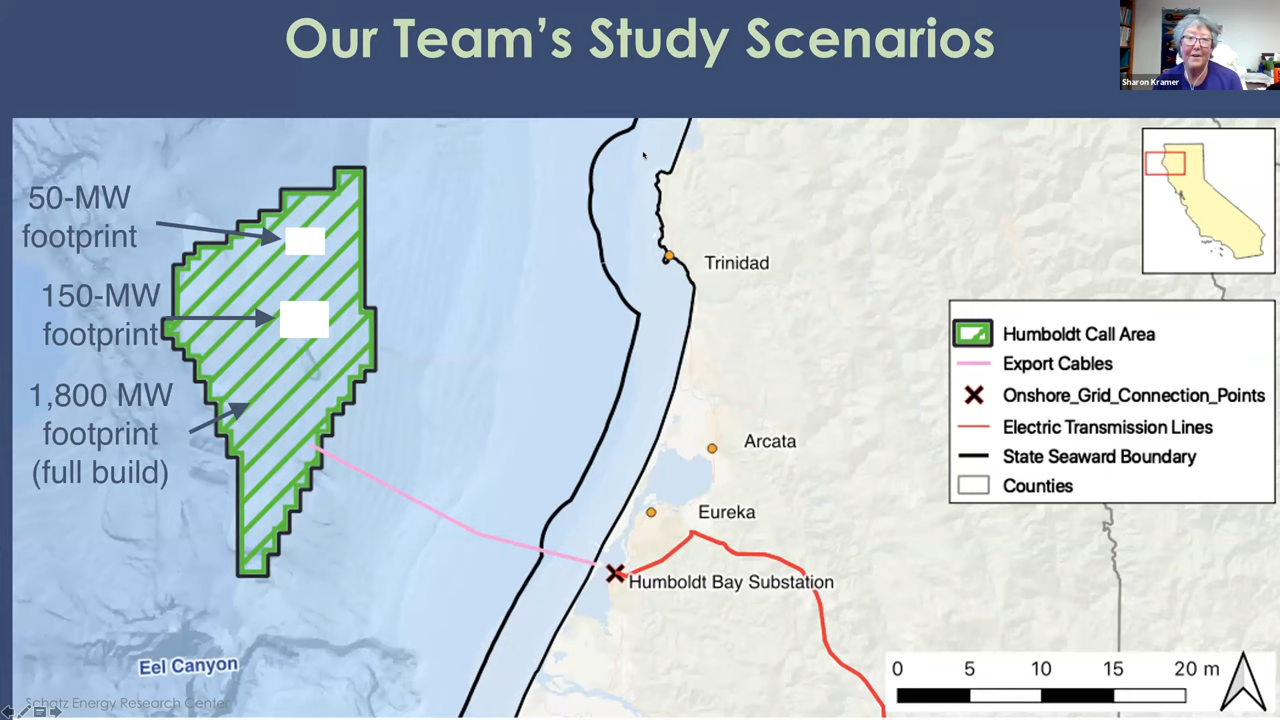 Our Team's Study Scenarios
Sharon Kramer
50-MW
footprint
150-MW
footprint
1,800 MW
footprint
(full build)
Trinidad
Arcata
Eureka
Humboldt Bay Substation
Eel Canyon
Humboldt Call Area
Export Cables
Onshore_Grid_Connection_Points
Electric Transmission Lines
State Seaward Boundary
Counties
0 5 10 15 20 m
Schatz Energy Research Center